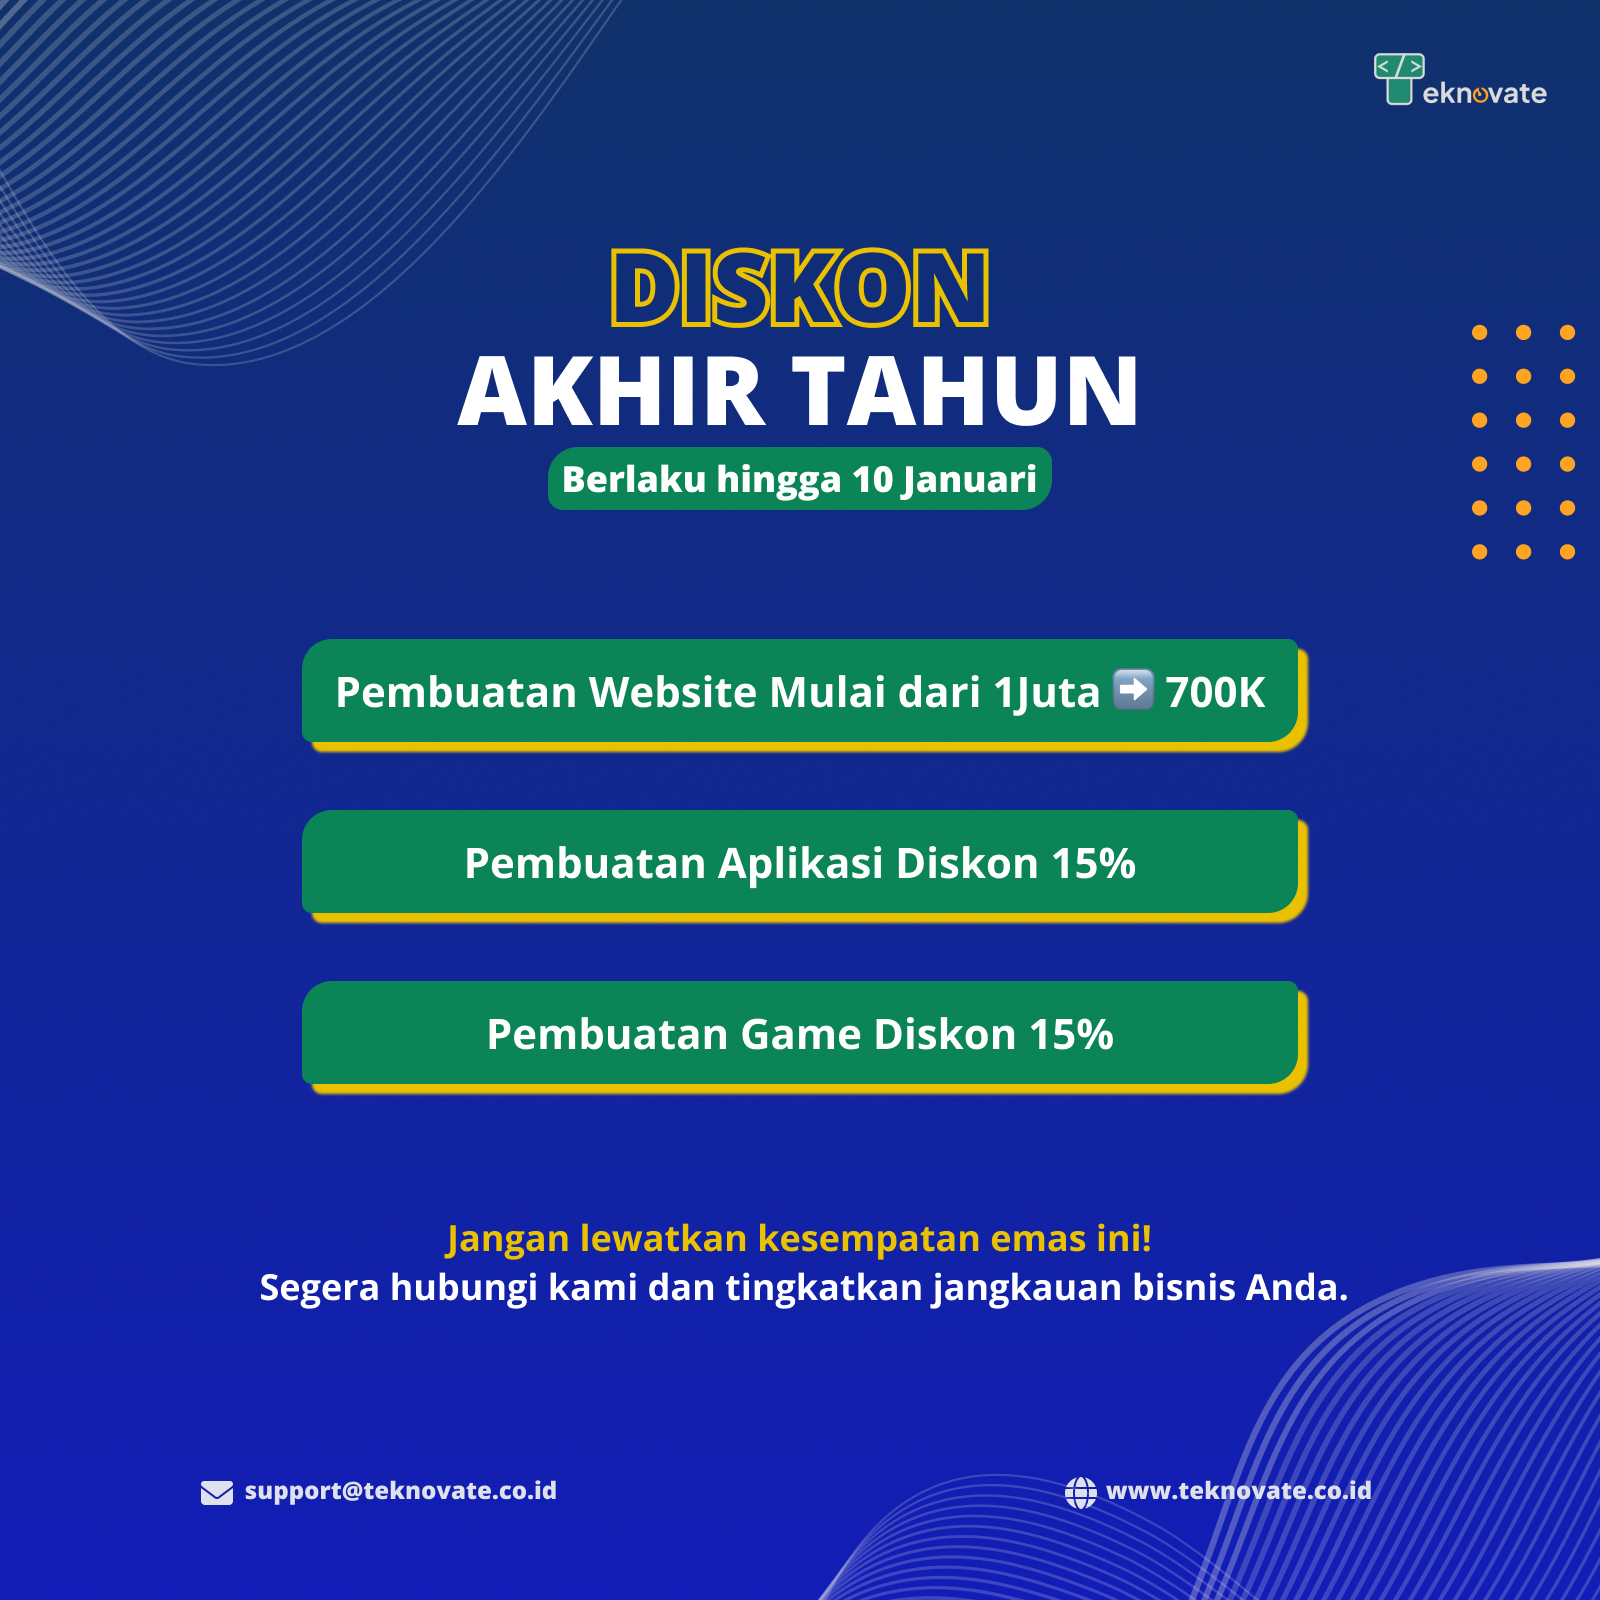 Teknovate
DISKON
AKHIR TAHUN
Berlaku hingga 10 Januari
Pembuatan Website Mulai dari 1Juta ➡️ 700K
Pembuatan Aplikasi Diskon 15%
Pembuatan Game Diskon 15%
Jangan lewatkan kesempatan emas ini!
Segera hubungi kami dan tingkatkan jangkauan bisnis Anda.
support@teknovate.co.id
www.teknovate.co.id